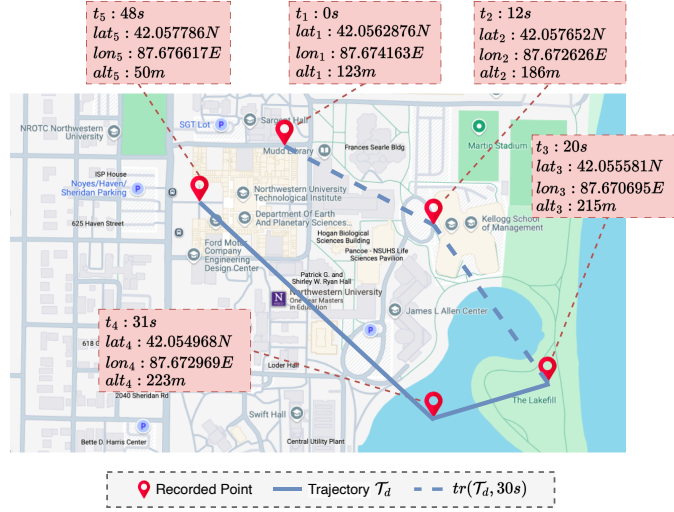 t₅ : 48s
lat₅ : 42.057786N
lon₅ : 87.676617E
alt₅ : 50m
t₁ : 0s
lat₁ : 42.0562876N
lon₁ : 87.674163E
alt₁ : 123m
t₂ : 12s
lat₂ : 42.057652N
lon₂ : 87.672626E
alt₂ : 186m
t₃ : 20s
lat₃ : 42.055581N
lon₃ : 87.670695E
alt₃ : 215m
NROTC Northwestern
University
SGT Lot
Sargent Hall
Mudd Library
Frances Searle Bldg
Martin Stadium
ISP House
Noyes/Haven/
Sheridan Parking
625 Haven Street
Northwestern University
Technological Institute
Department Of Earth
And Planetary Sciences...
Hogan Biological
Sciences Building
Kellogg School
of Management
Ford Motor
Company
Engineering
Design Center
Pancoe - NSUHS Life
Sciences Pavilion
Patrick G. and
Shirley W. Ryan Hall
Northwestern University
One Year Masters
in Education
James L Allen Center
t₄ : 31s
lat₄ : 42.054968N
lon₄ : 87.672969E
alt₄ : 223m
618
Loder Hall
2040 Sheridan Rd
The Lakefill
Swift Hall
Bette D. Harris Center
Central Utility Plant
Recorded Point
Trajectory 𝒯d
tr(𝒯d, 30s)